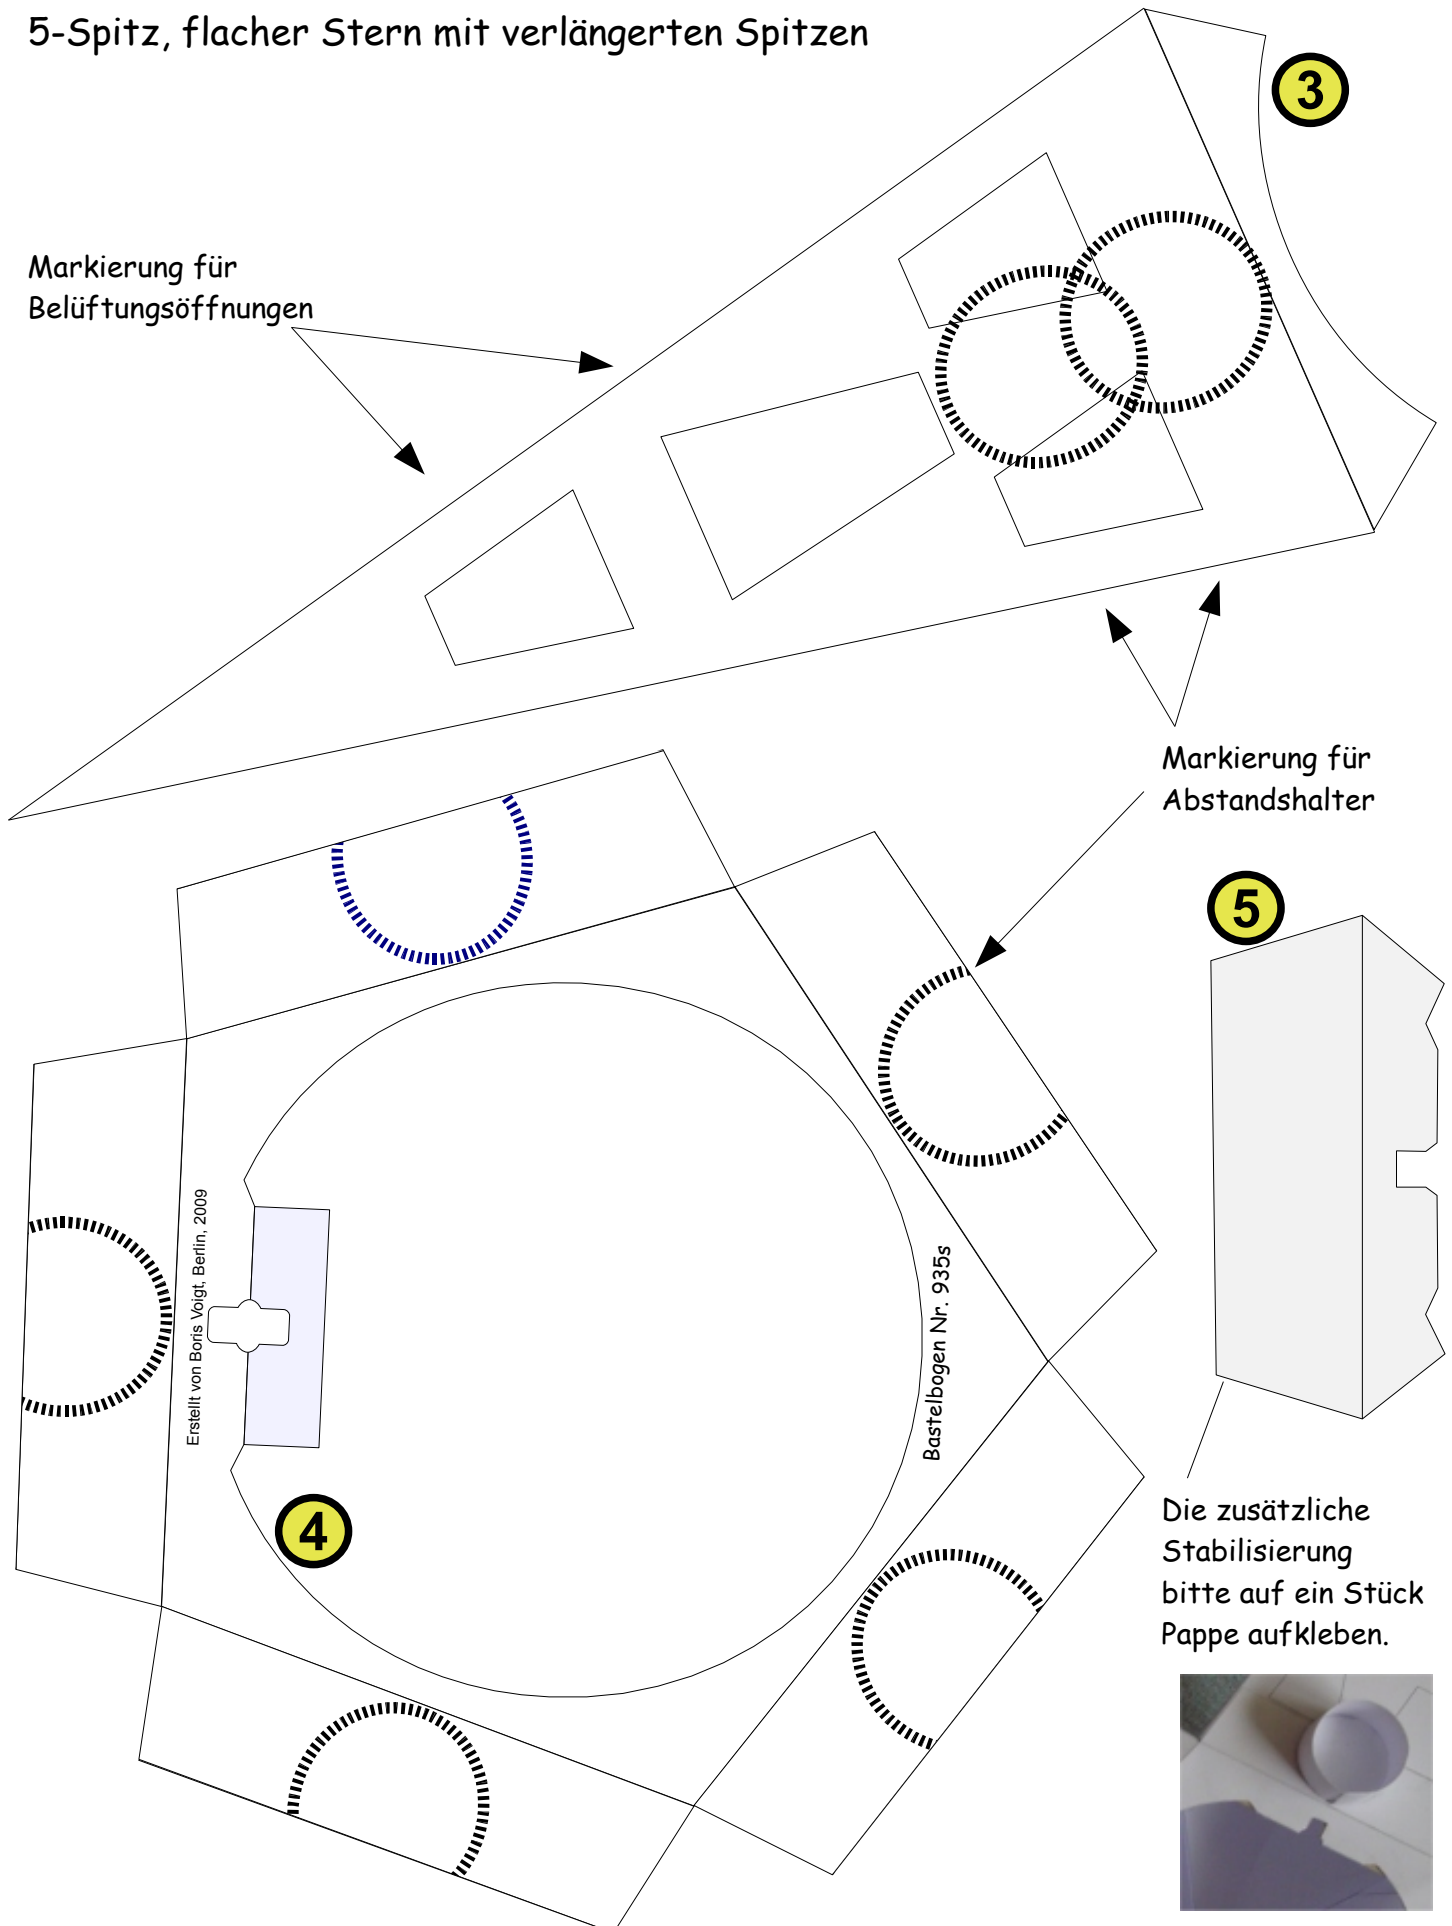 5-Spitz, flacher Stern mit verlängerten Spitzen
3
Markierung für
Belüftungsöffnungen
Markierung für
Abstandshalter
5
Erstellt von Boris Voigt, Berlin, 2009
Bastelbogen Nr. 935s
4
Die zusätzliche
Stabilisierung
bitte auf ein Stück
Pappe aufkleben.